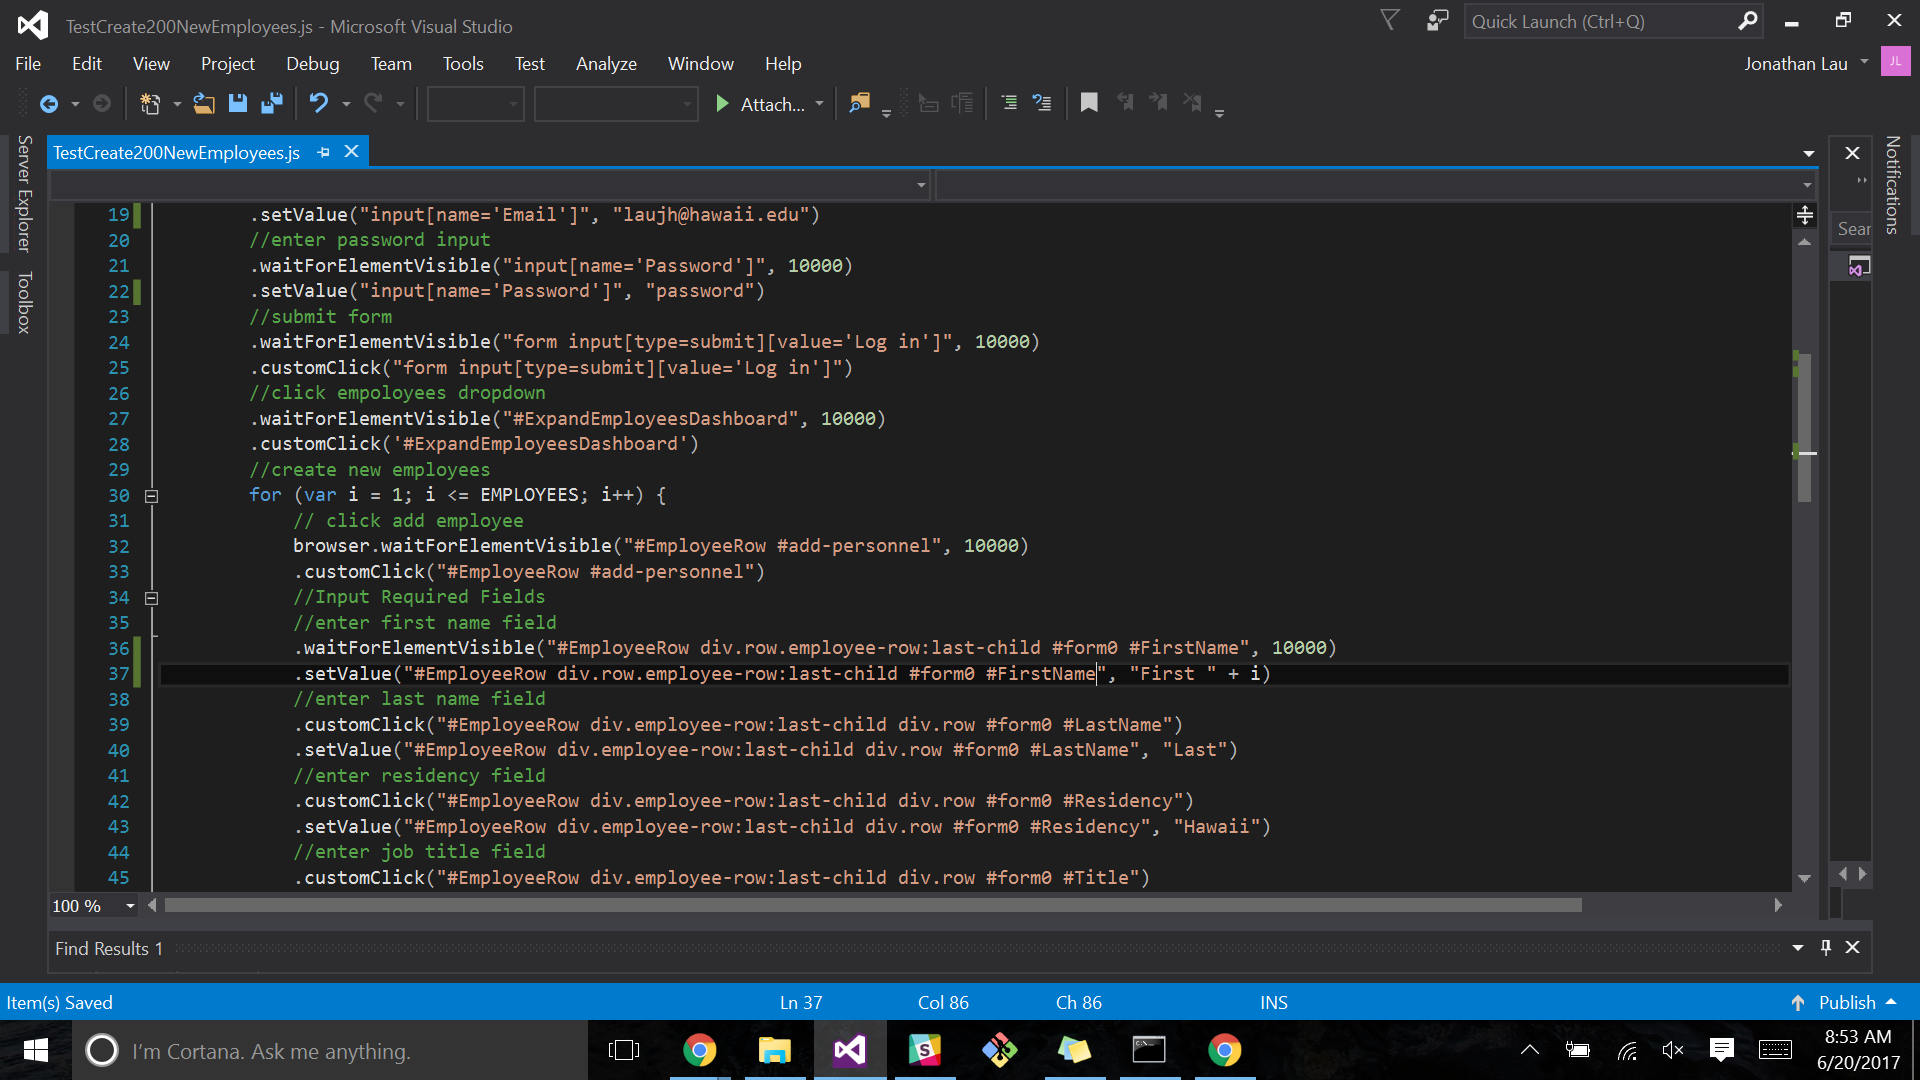 TestCreate200NewEmployees.js - Microsoft Visual Studio
Quick Launch (Ctrl+Q)
File Edit View Project Debug Team Tools Test Analyze Window Help
Jonathan Lau JL
Attach...
Server Explorer
Toolbox
TestCreate200NewEmployees.js
Notifications
Sear
19 .setValue("input[name='Email']", "laujh@hawaii.edu")
20 //enter password input
21 .waitForElementVisible("input[name='Password']", 10000)
22 .setValue("input[name='Password']", "password")
23 //submit form
24 .waitForElementVisible("form input[type=submit][value='Log in']", 10000)
25 .customClick("form input[type=submit][value='Log in']")
26 //click empoloyees dropdown
27 .waitForElementVisible("#ExpandEmployeesDashboard", 10000)
28 .customClick('#ExpandEmployeesDashboard')
29 //create new employees
30 for (var i = 1; i <= EMPLOYEES; i++) {
31 // click add employee
32 browser.waitForElementVisible("#EmployeeRow #add-personnel", 10000)
33 .customClick("#EmployeeRow #add-personnel")
34 //Input Required Fields
35 //enter first name field
36 .waitForElementVisible("#EmployeeRow div.row.employee-row:last-child #form0 #FirstName", 10000)
37 .setValue("#EmployeeRow div.row.employee-row:last-child #form0 #FirstName", "First " + i)
38 //enter last name field
39 .customClick("#EmployeeRow div.employee-row:last-child div.row #form0 #LastName")
40 .setValue("#EmployeeRow div.employee-row:last-child div.row #form0 #LastName", "Last")
41 //enter residency field
42 .customClick("#EmployeeRow div.employee-row:last-child div.row #form0 #Residency")
43 .setValue("#EmployeeRow div.employee-row:last-child div.row #form0 #Residency", "Hawaii")
44 //enter job title field
45 .customClick("#EmployeeRow div.employee-row:last-child div.row #form0 #Title")
100 %
Find Results 1
Item(s) Saved Ln 37 Col 86 Ch 86 INS Publish
I'm Cortana. Ask me anything.
8:53 AM
6/20/2017